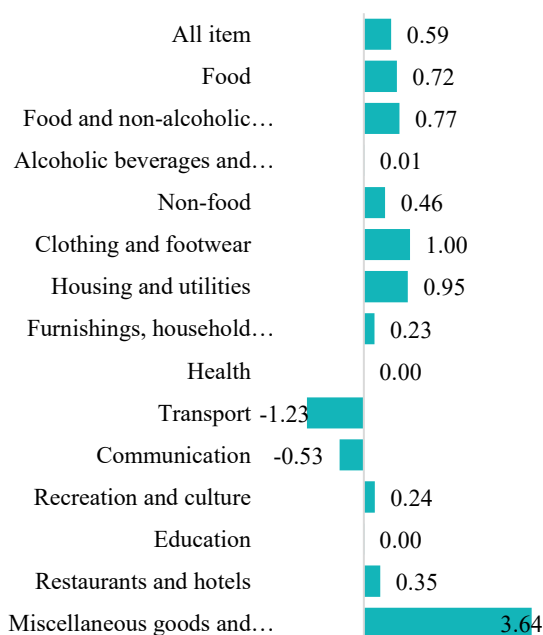 All item 0.59
Food 0.72
Food and non-alcoholic… 0.77
Alcoholic beverages and… 0.01
Non-food 0.46
Clothing and footwear 1.00
Housing and utilities 0.95
Furnishings, household… 0.23
Health 0.00
Transport -1.23
Communication -0.53
Recreation and culture 0.24
Education 0.00
Restaurants and hotels 0.35
Miscellaneous goods and… 3.64